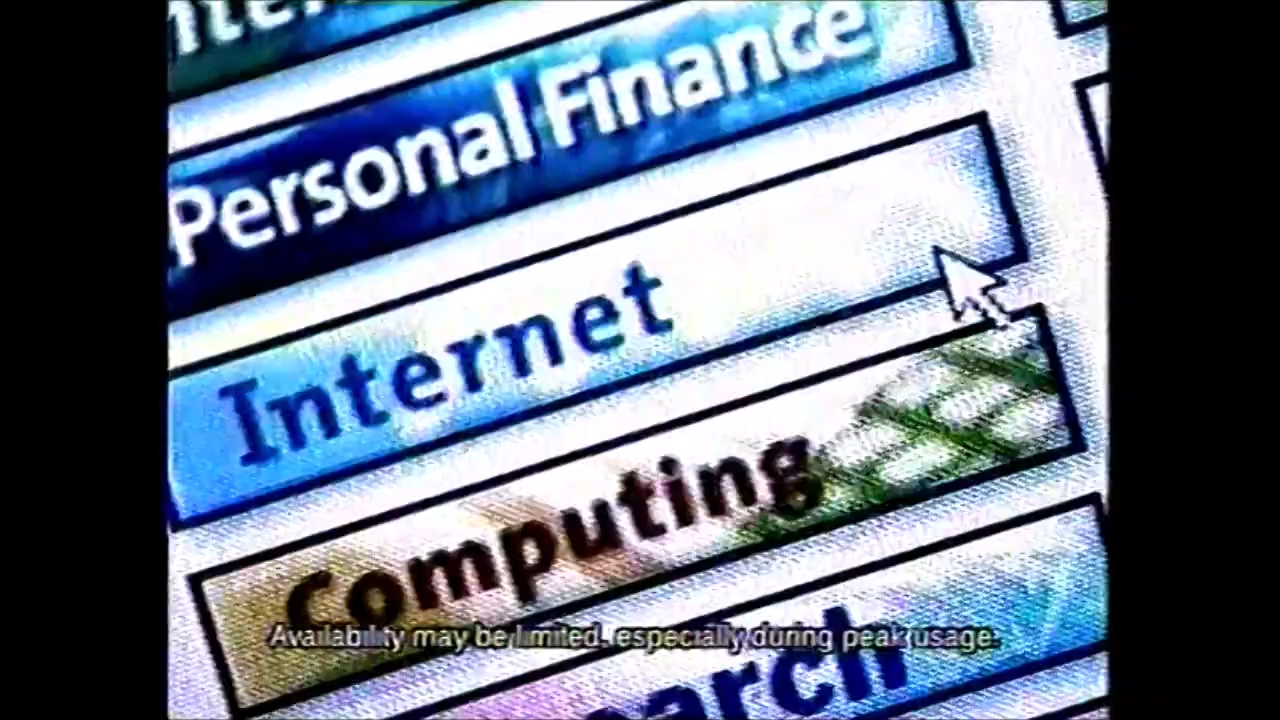 Personal Finance
Internet
Computing
Availability may be limited, especially during peak usage.